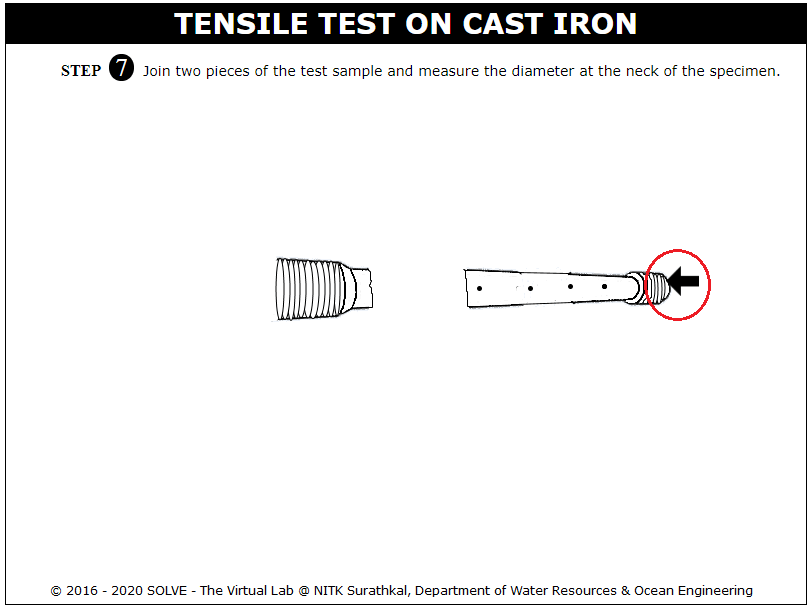 TENSILE TEST ON CAST IRON
STEP 7 Join two pieces of the test sample and measure the diameter at the neck of the specimen.
© 2016 - 2020 SOLVE - The Virtual Lab @ NITK Surathkal, Department of Water Resources & Ocean Engineering